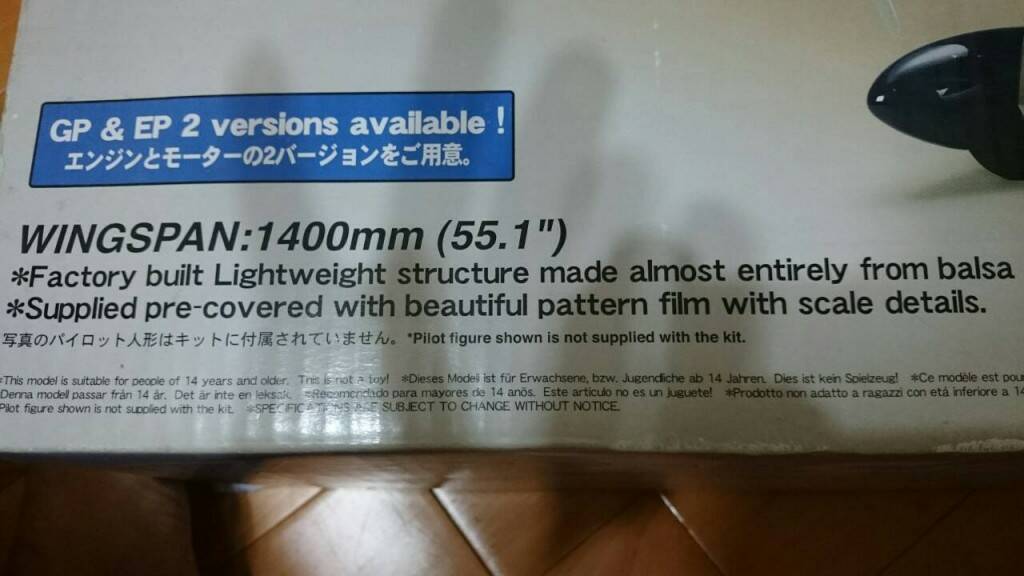 GP & EP 2 versions available !
エンジンとモーターの2バージョンをご用意。
WINGSPAN:1400mm (55.1")
*Factory built Lightweight structure made almost entirely from balsa
*Supplied pre-covered with beautiful pattern film with scale details.
写真のパイロット人形はキットに付属されていません。 *Pilot figure shown is not supplied with the kit.
*This model is suitable for people of 14 years and older. This is not a toy! *Dieses Modell ist für Erwachsene, bzw. Jugendliche ab 14 Jahren. Dies ist kein Spielzeug! *Ce modèle est pour
Denna modell passar från 14 år. Det är inte en leksak. *Recomendado para mayores de 14 anõs. Este articulo no es un juguete! *Prodotto non adatto a ragazzi con etá inferiore a 14
Pilot figure shown is not supplied with the kit. *SPECIFICATIONS ARE SUBJECT TO CHANGE WITHOUT NOTICE.